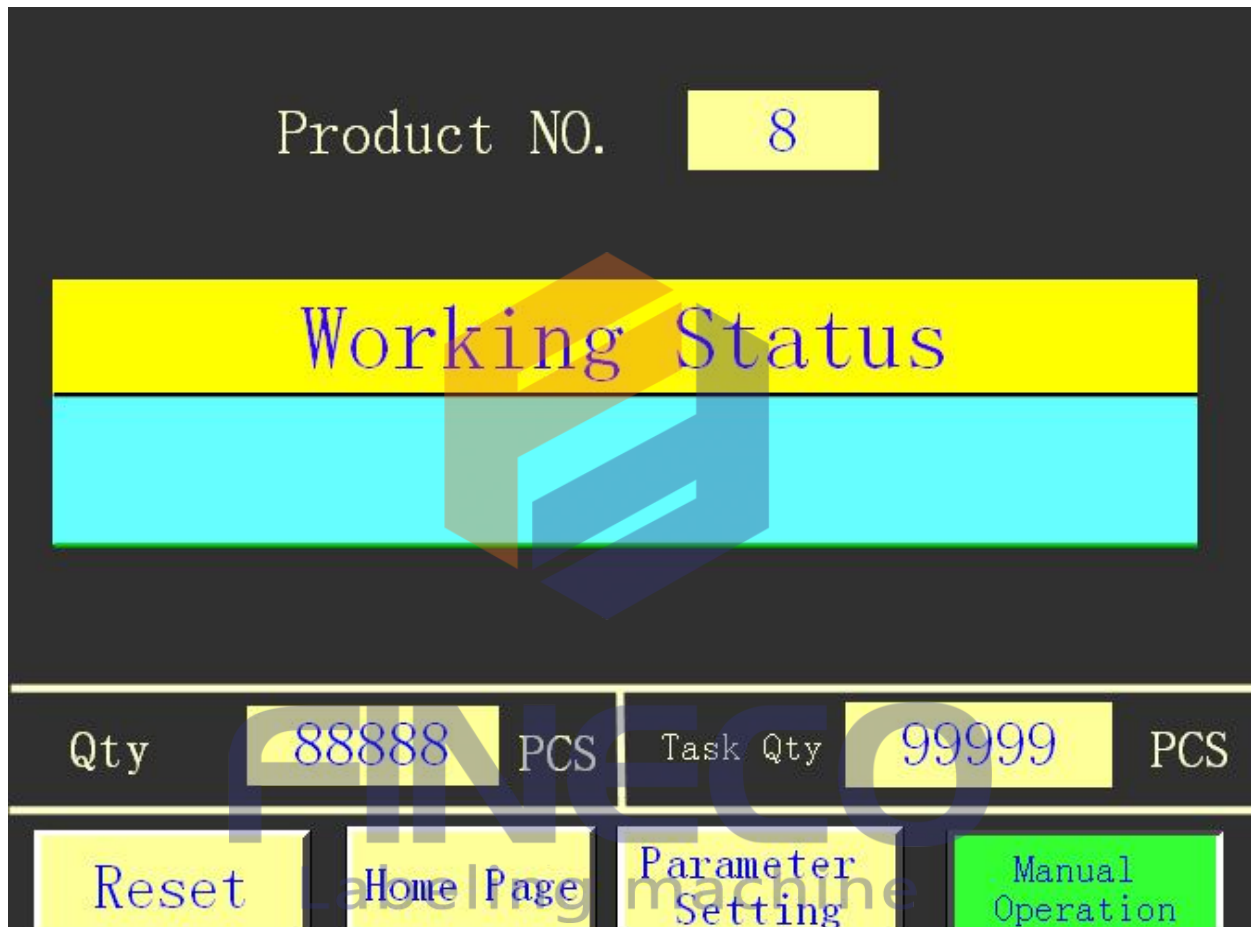 Product NO. 8
Working Status
Qty 88888 PCS Task Qty 99999 PCS
FINECO
Labeling machine
Reset Home Page Parameter Setting Manual Operation